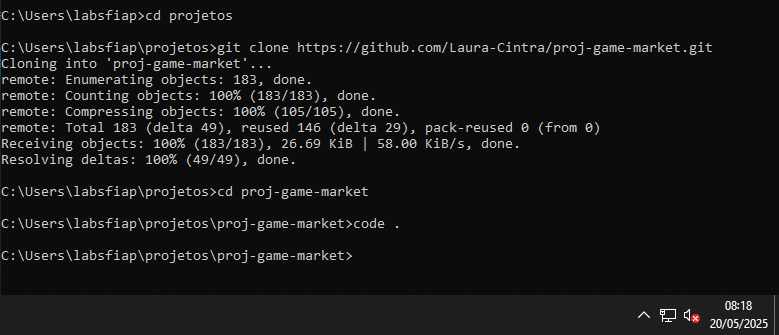 C:\Users\labsfiap>cd projetos
C:\Users\labsfiap\projetos>git clone https://github.com/Laura-Cintra/proj-game-market.git
Cloning into 'proj-game-market'...
remote: Enumerating objects: 183, done.
remote: Counting objects: 100% (183/183), done.
remote: Compressing objects: 100% (105/105), done.
remote: Total 183 (delta 49), reused 146 (delta 29), pack-reused 0 (from 0)
Receiving objects: 100% (183/183), 26.69 KiB | 58.00 KiB/s, done.
Resolving deltas: 100% (49/49), done.
C:\Users\labsfiap\projetos>cd proj-game-market
C:\Users\labsfiap\projetos\proj-game-market>code .
C:\Users\labsfiap\projetos\proj-game-market>
08:18
20/05/2025